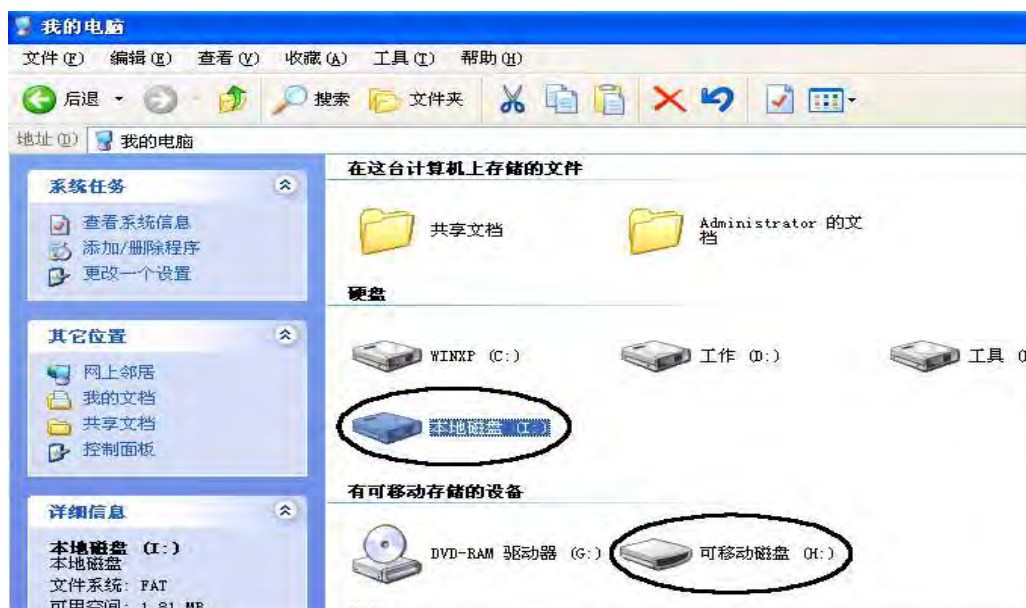 我的电脑
文件(F) 编辑(E) 查看(V) 收藏(A) 工具(T) 帮助(H)
后退 搜索 文件夹
地址(D) 我的电脑
系统任务
查看系统信息
添加/删除程序
更改一个设置
其它位置
网上邻居
我的文档
共享文档
控制面板
详细信息
本地磁盘 (I:)
本地磁盘
文件系统: FAT
可用空间: 1.81 MB
在这台计算机上存储的文件
共享文档
Administrator 的文
档
硬盘
WINXP (C:)
工作 (D:)
工具
本地磁盘 (I:)
有可移动存储的设备
DVD-RAM 驱动器 (G:)
可移动磁盘 (H:)